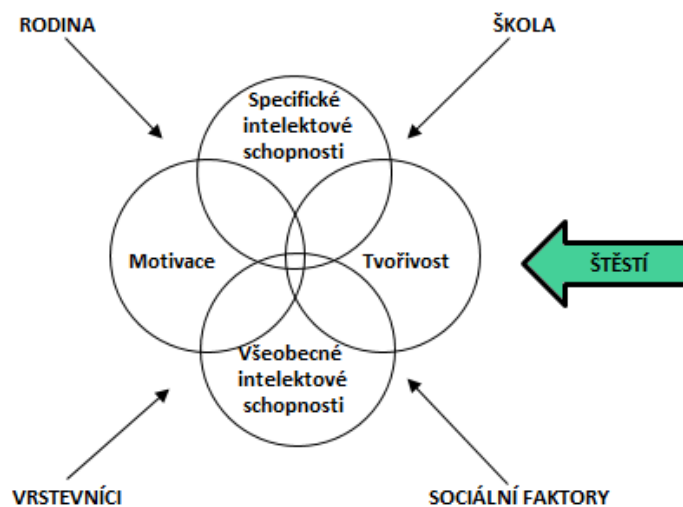 RODINA
ŠKOLA
Specifické
intelektové
schopnosti
Motivace
Tvořivost
ŠTĚSTÍ
Všeobecné
intelektové
schopnosti
VRSTEVNÍCI
SOCIÁLNÍ FAKTORY